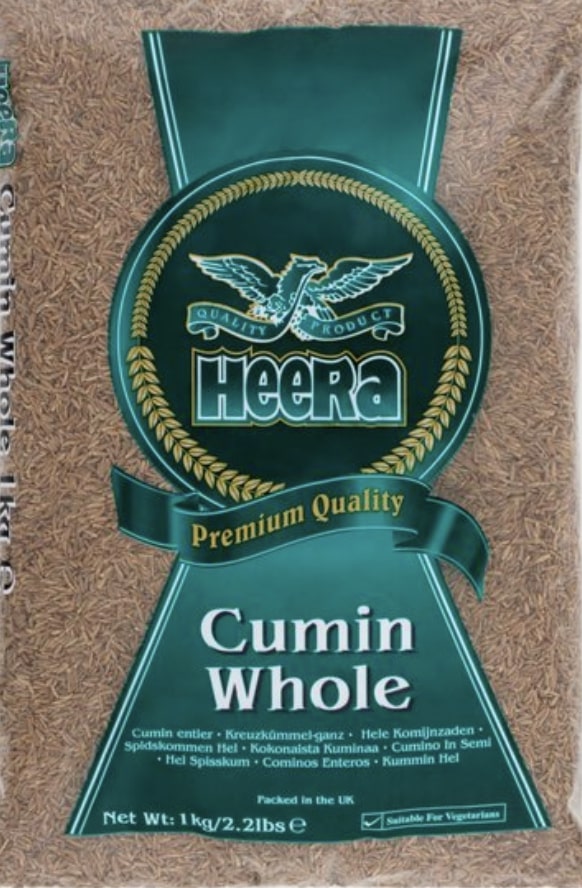 QUALITY PRODUCT
HeeRa
Premium Quality
Cumin
Whole
Cumin entier • Kreuzkümmel-ganz • Hele Komijnzaden •
Spidskommen Hel • Kokonaista Kuminaa • Cumino In Semi
• Hel Spisskum • Cominos Enteros • Kummin Hel
Packed in the UK
Net Wt: 1kg/2.2lbs ℮
Suitable For Vegetarians
HeeRa
Cumin Whole 1kg ℮